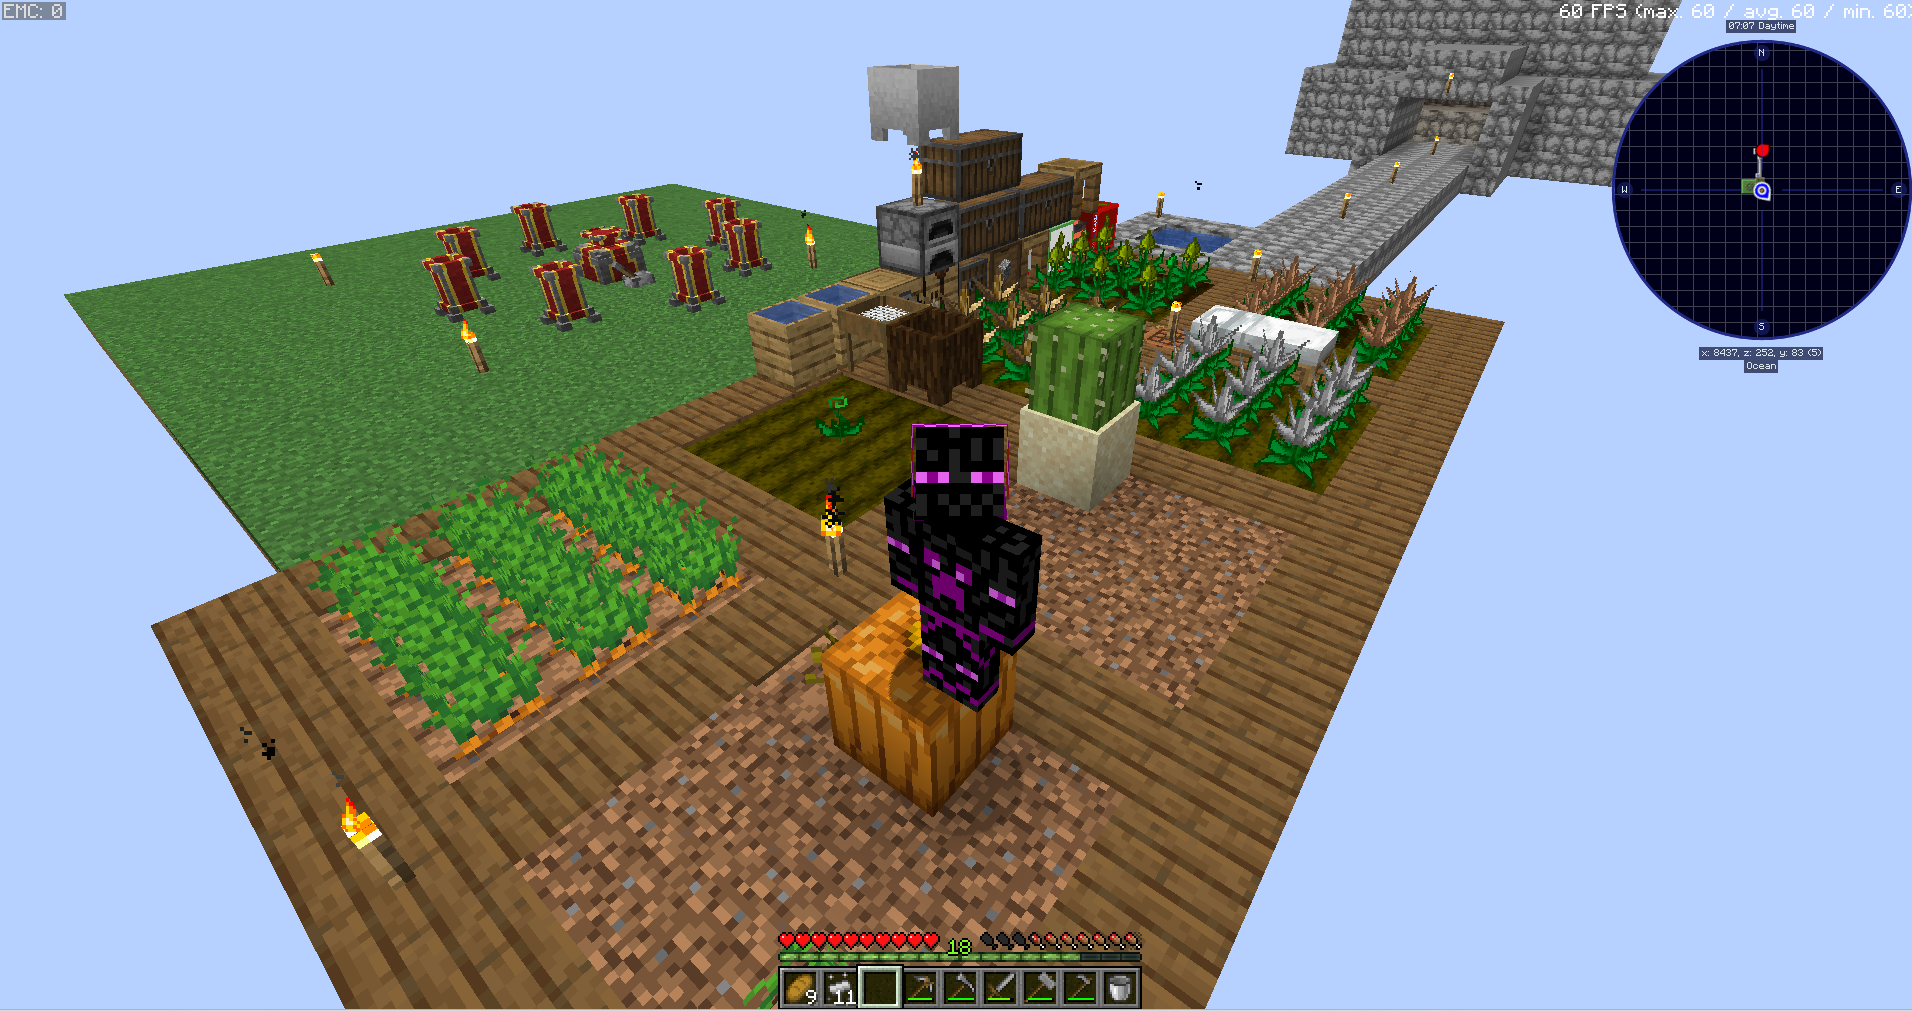 EMC: 0
60 FPS (max. 60 / avg. 60 / min. 60)
07:07 Daytime
N
W
E
S
x: 8437, z: 252, y: 83 (5)
Ocean
18
9
11